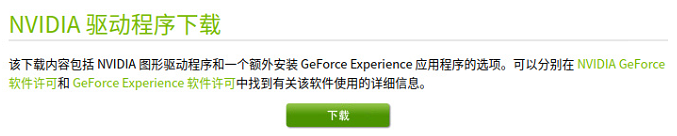 NVIDIA 驱动程序下载
该下载内容包括 NVIDIA 图形驱动程序和一个额外安装 GeForce Experience 应用程序的选项。可以分别在 NVIDIA GeForce
软件许可和 GeForce Experience 软件许可中找到有关该软件使用的详细信息。
下载